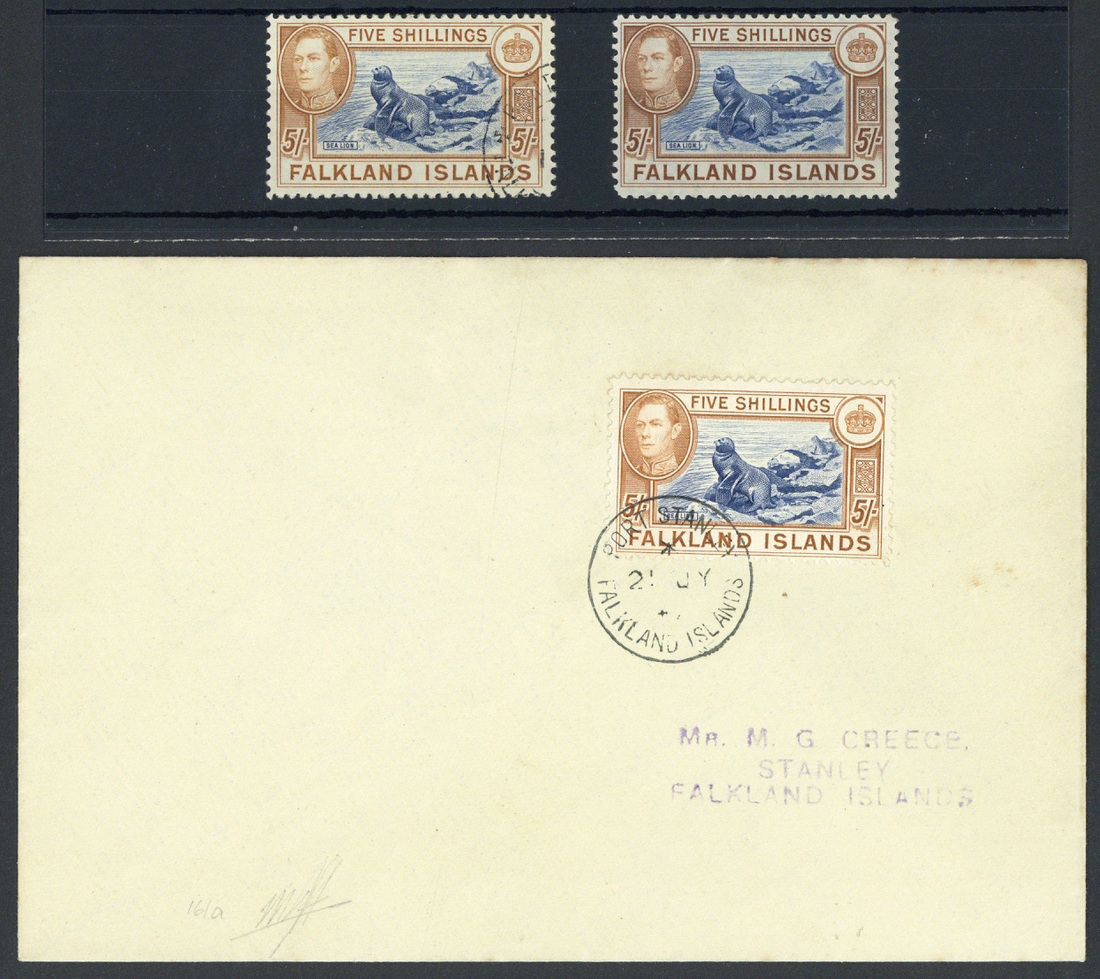 FIVE SHILLINGS
5/- 5/-
SEA LION
FALKLAND ISLANDS
FIVE SHILLINGS
5/- 5/-
SEA LION
FALKLAND ISLANDS
FIVE SHILLINGS
5/- 5/-
FALKLAND ISLANDS
PORT STANLEY
JY
FALKLAND ISLANDS
MR. M. G. CREECE.
STANLEY
FALKLAND ISLANDS
161a